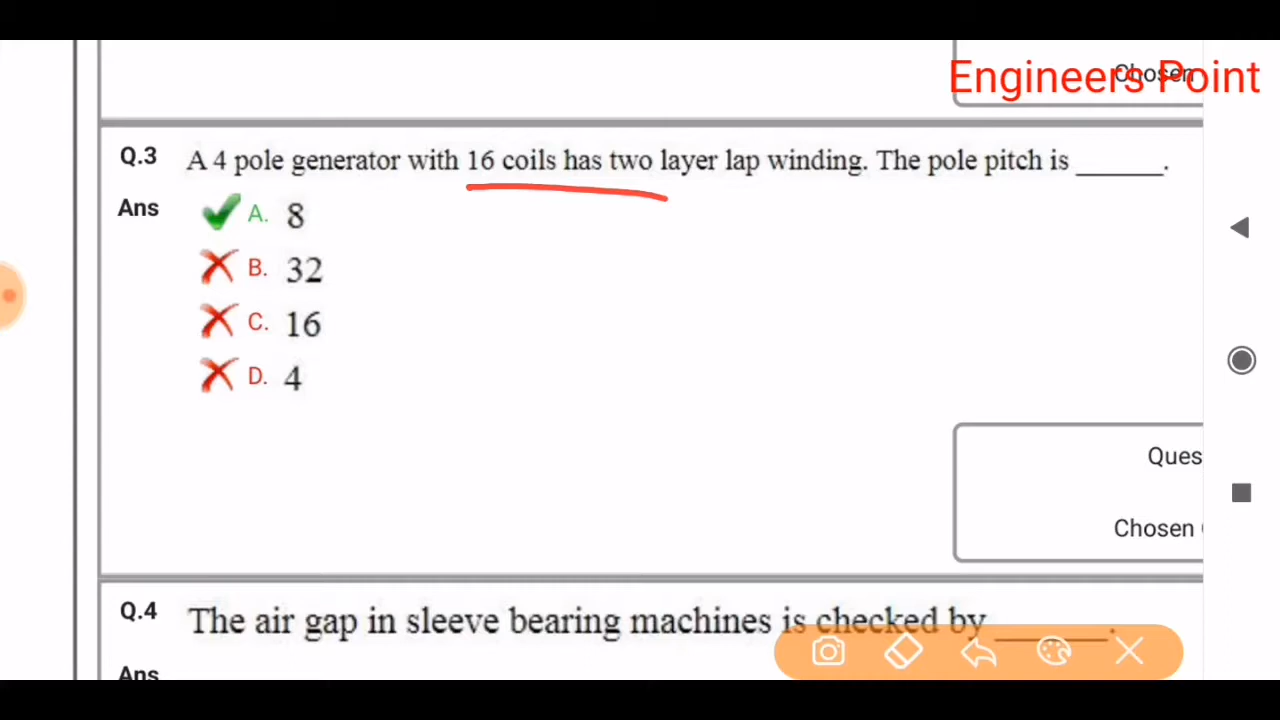 Chosen
Engineers Point
Q.3 A 4 pole generator with 16 coils has two layer lap winding. The pole pitch is ______.
Ans A. 8
B. 32
C. 16
D. 4
Ques
Chosen
Q.4 The air gap in sleeve bearing machines is checked by ______.
Ans